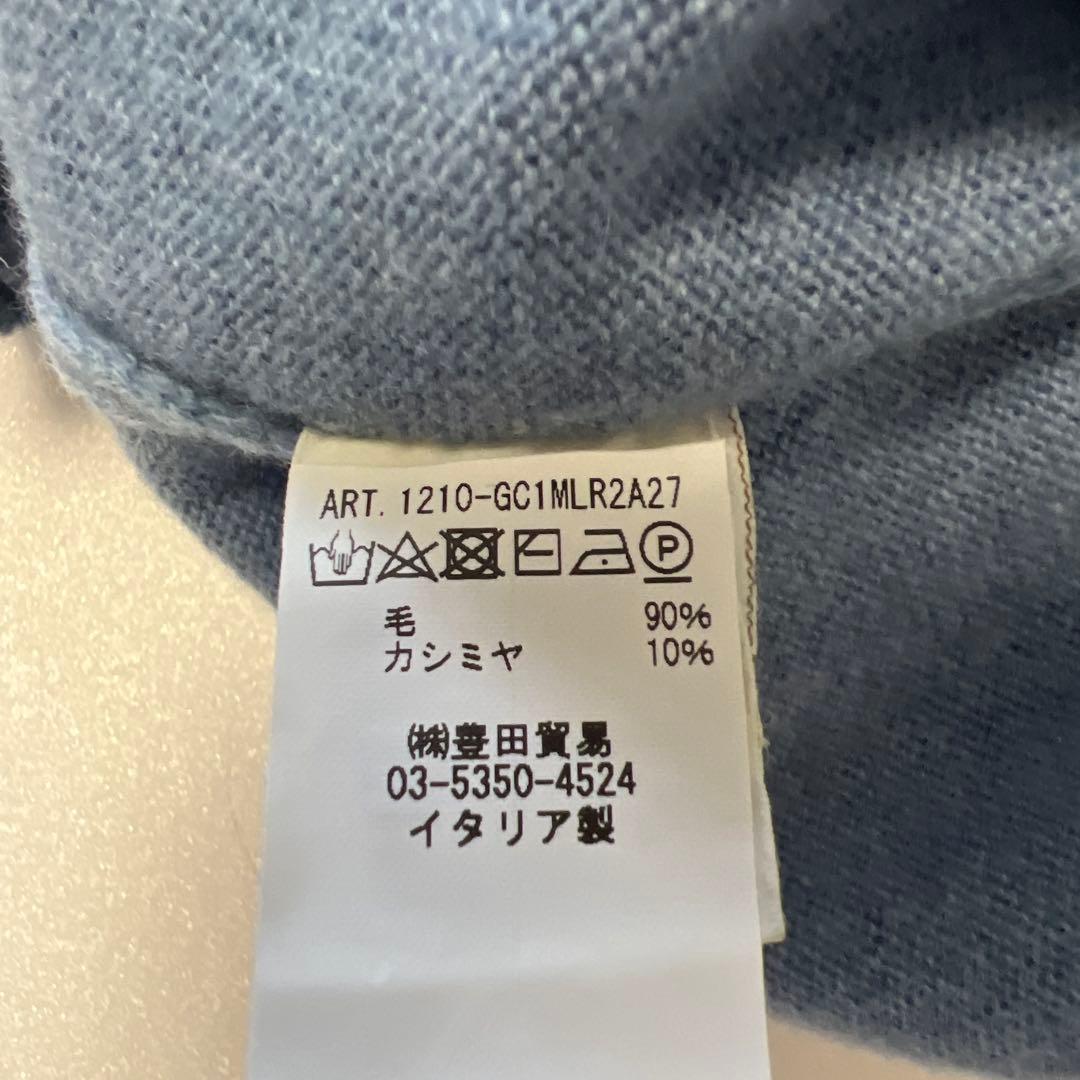 ART. 1210-GC1MLR2A27
P
毛 90%
カシミヤ 10%
㈱豊田貿易
03-5350-4524
イタリア製